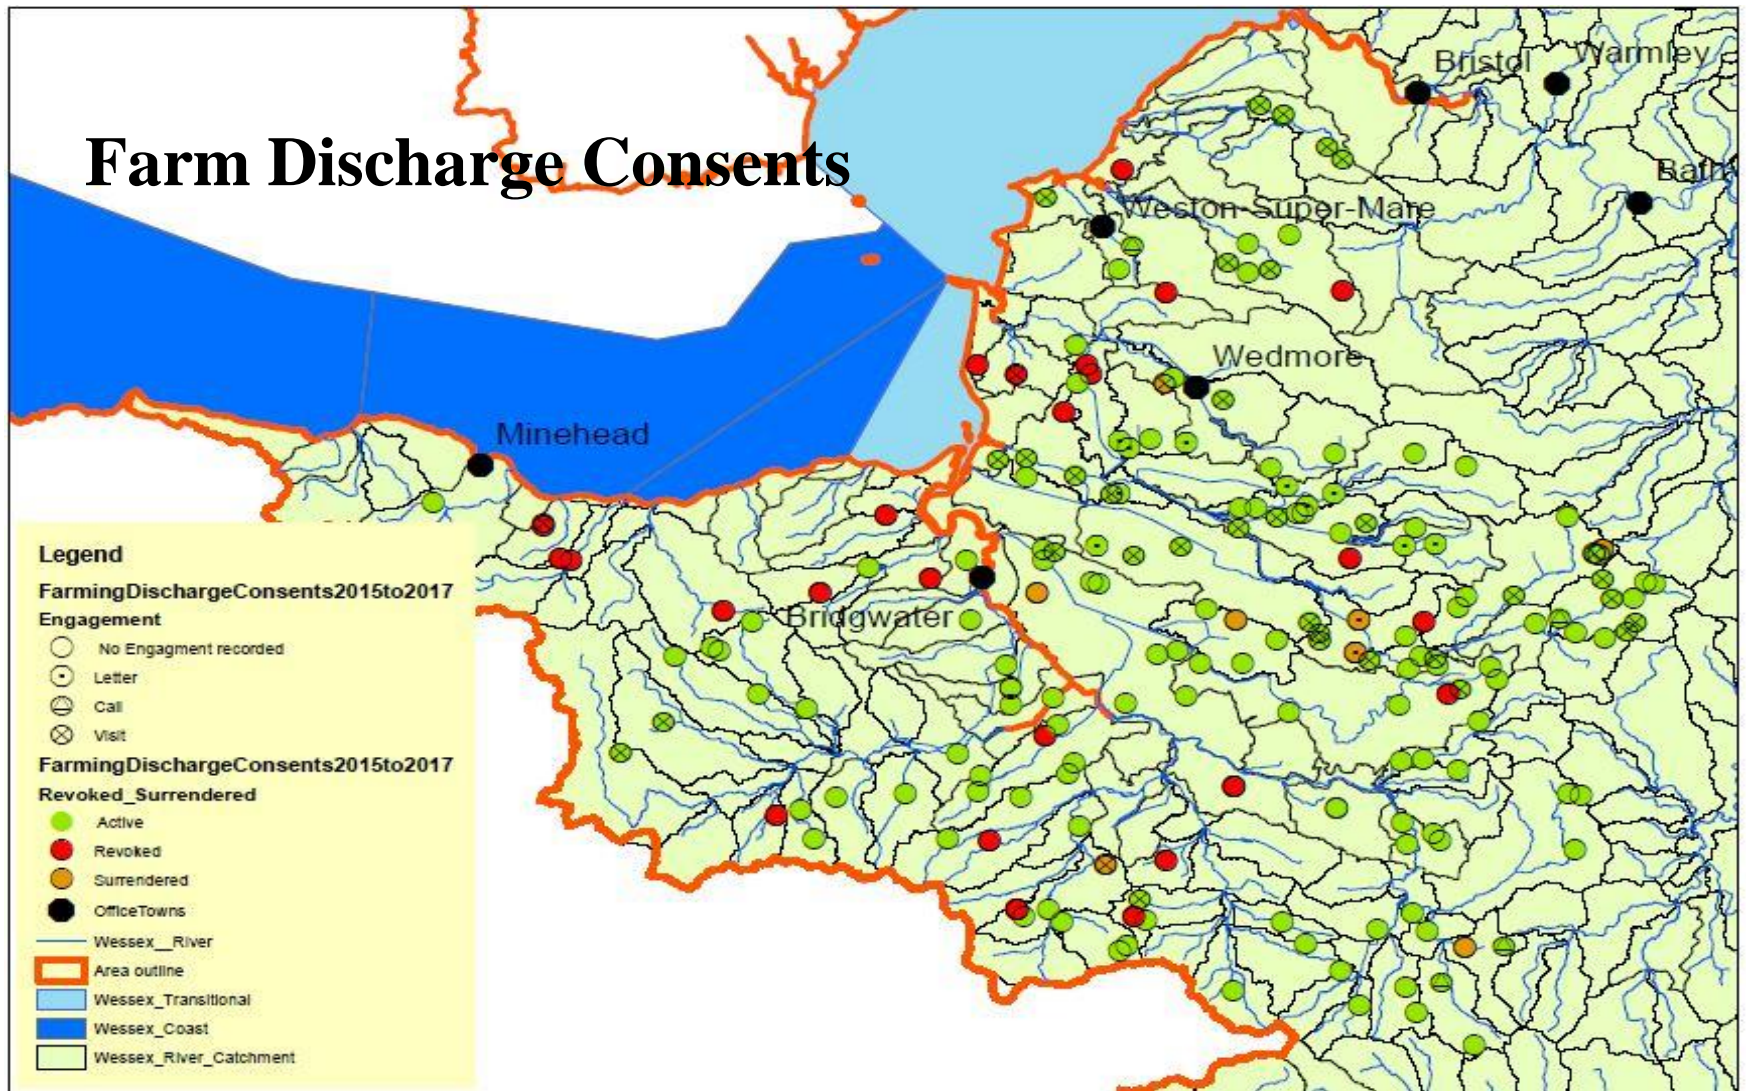 Farm Discharge Consents
Bristol
Warmley
Bath
Weston-Super-Mare
Wedmore
Minehead
Bridgwater
Legend
FarmingDischargeConsents2015to2017
Engagement
No Engagment recorded
Letter
Call
Visit
FarmingDischargeConsents2015to2017
Revoked_Surrendered
Active
Revoked
Surrendered
OfficeTowns
Wessex__River
Area outline
Wessex_Transitional
Wessex_Coast
Wessex_River_Catchment